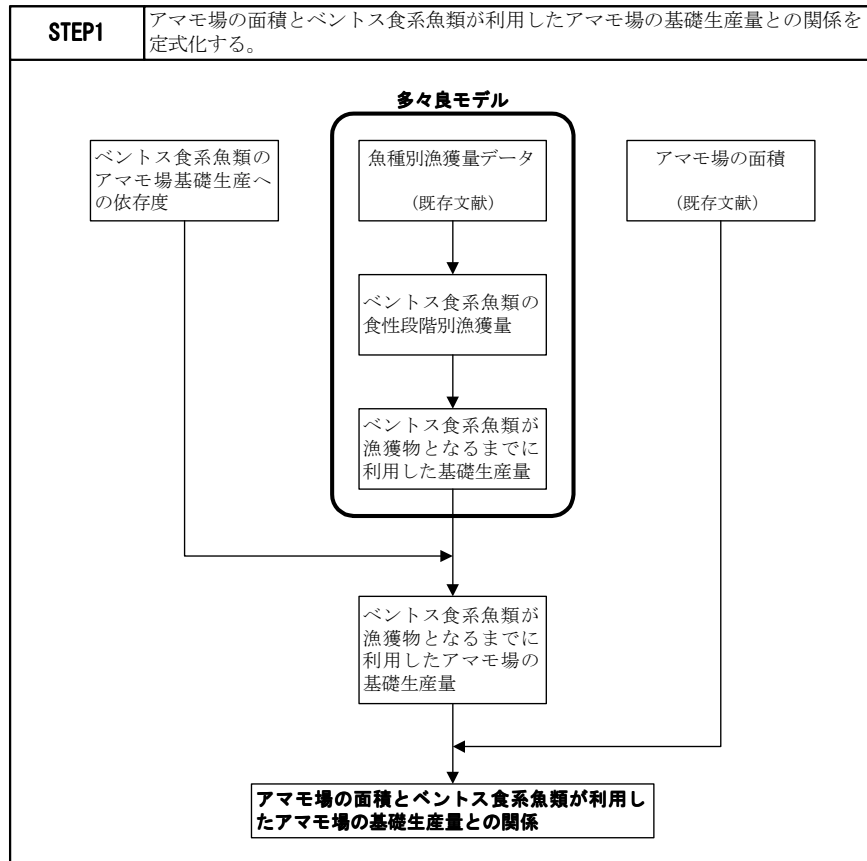 STEP1
アマモ場の面積とベントス食系魚類が利用したアマモ場の基礎生産量との関係を
定式化する。
多々良モデル
ベントス食系魚類の
アマモ場基礎生産へ
の依存度
魚種別漁獲量データ
(既存文献)
アマモ場の面積
(既存文献)
ベントス食系魚類の
食性段階別漁獲量
ベントス食系魚類が
漁獲物となるまでに
利用した基礎生産量
ベントス食系魚類が
漁獲物となるまでに
利用したアマモ場の
基礎生産量
アマモ場の面積とベントス食系魚類が利用し
たアマモ場の基礎生産量との関係